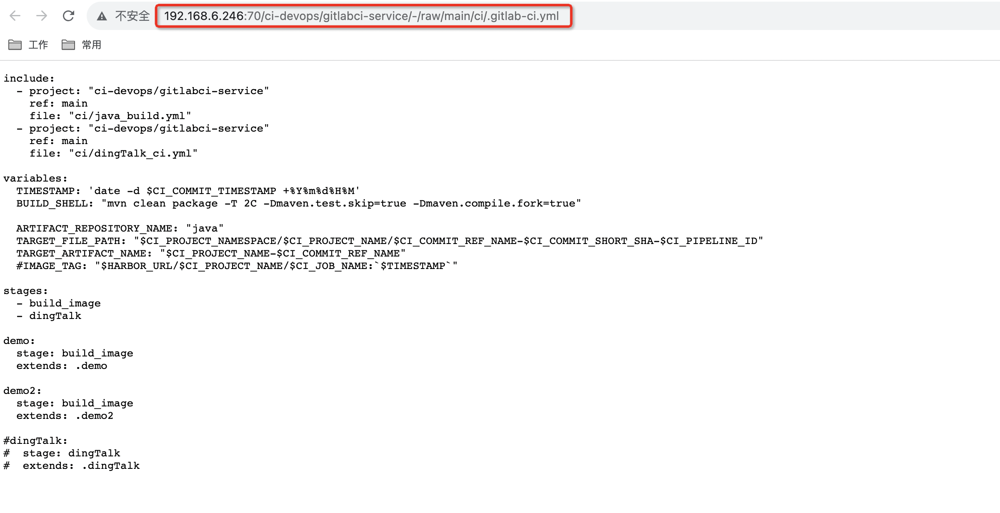 不安全 192.168.6.246:70/ci-devops/gitlabci-service/-/raw/main/ci/.gitlab-ci.yml
工作 常用
include:
  - project: "ci-devops/gitlabci-service"
    ref: main
    file: "ci/java_build.yml"
  - project: "ci-devops/gitlabci-service"
    ref: main
    file: "ci/dingTalk_ci.yml"

variables:
  TIMESTAMP: 'date -d $CI_COMMIT_TIMESTAMP +%Y%m%d%H%M'
  BUILD_SHELL: "mvn clean package -T 2C -Dmaven.test.skip=true -Dmaven.compile.fork=true"

  ARTIFACT_REPOSITORY_NAME: "java"
  TARGET_FILE_PATH: "$CI_PROJECT_NAMESPACE/$CI_PROJECT_NAME/$CI_COMMIT_REF_NAME-$CI_COMMIT_SHORT_SHA-$CI_PIPELINE_ID"
  TARGET_ARTIFACT_NAME: "$CI_PROJECT_NAME-$CI_COMMIT_REF_NAME"
  #IMAGE_TAG: "$HARBOR_URL/$CI_PROJECT_NAME/$CI_JOB_NAME:`$TIMESTAMP`"

stages:
  - build_image
  - dingTalk

demo:
  stage: build_image
  extends: .demo

demo2:
  stage: build_image
  extends: .demo2

#dingTalk:
#  stage: dingTalk
#  extends: .dingTalk